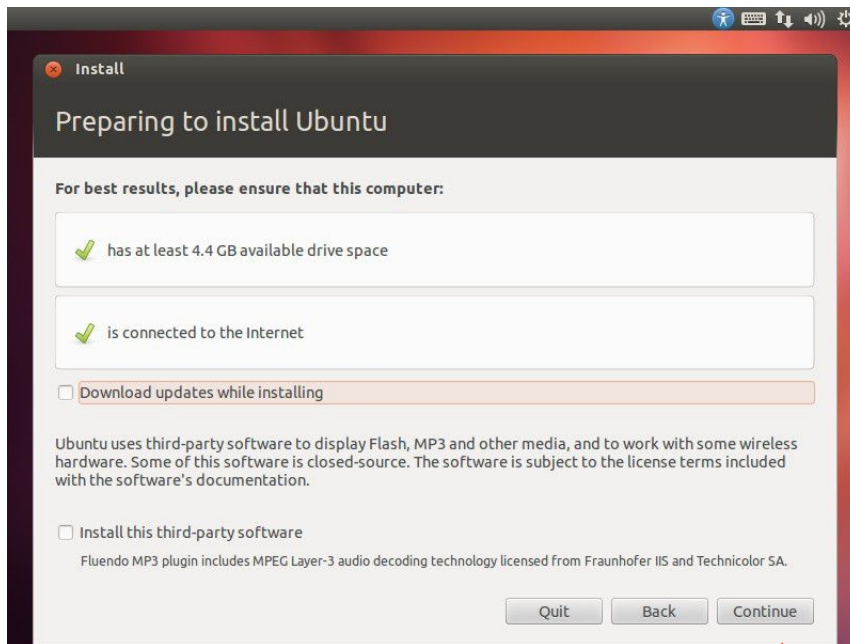 Install
Preparing to install Ubuntu
For best results, please ensure that this computer:
has at least 4.4 GB available drive space
is connected to the Internet
Download updates while installing
Ubuntu uses third-party software to display Flash, MP3 and other media, and to work with some wireless
hardware. Some of this software is closed-source. The software is subject to the license terms included
with the software's documentation.
Install this third-party software
Fluendo MP3 plugin includes MPEG Layer-3 audio decoding technology licensed from Fraunhofer IIS and Technicolor SA.
Quit Back Continue